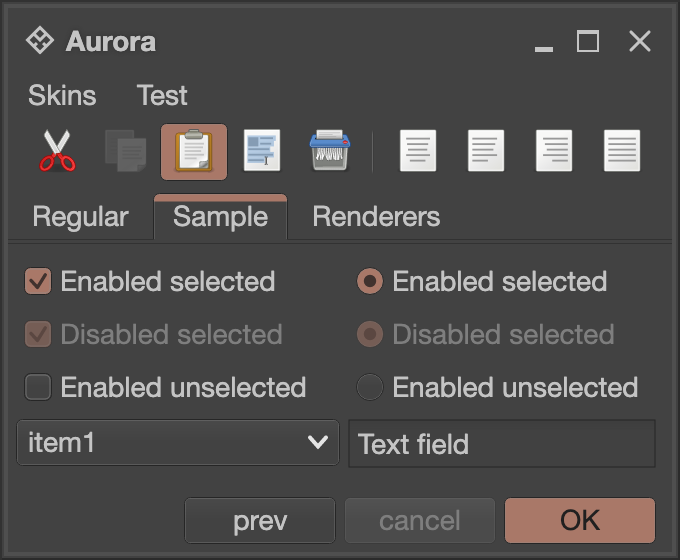 Aurora
Skins Test
Regular Sample Renderers
Enabled selected Enabled selected
Disabled selected Disabled selected
Enabled unselected Enabled unselected
item1 Text field
prev cancel OK